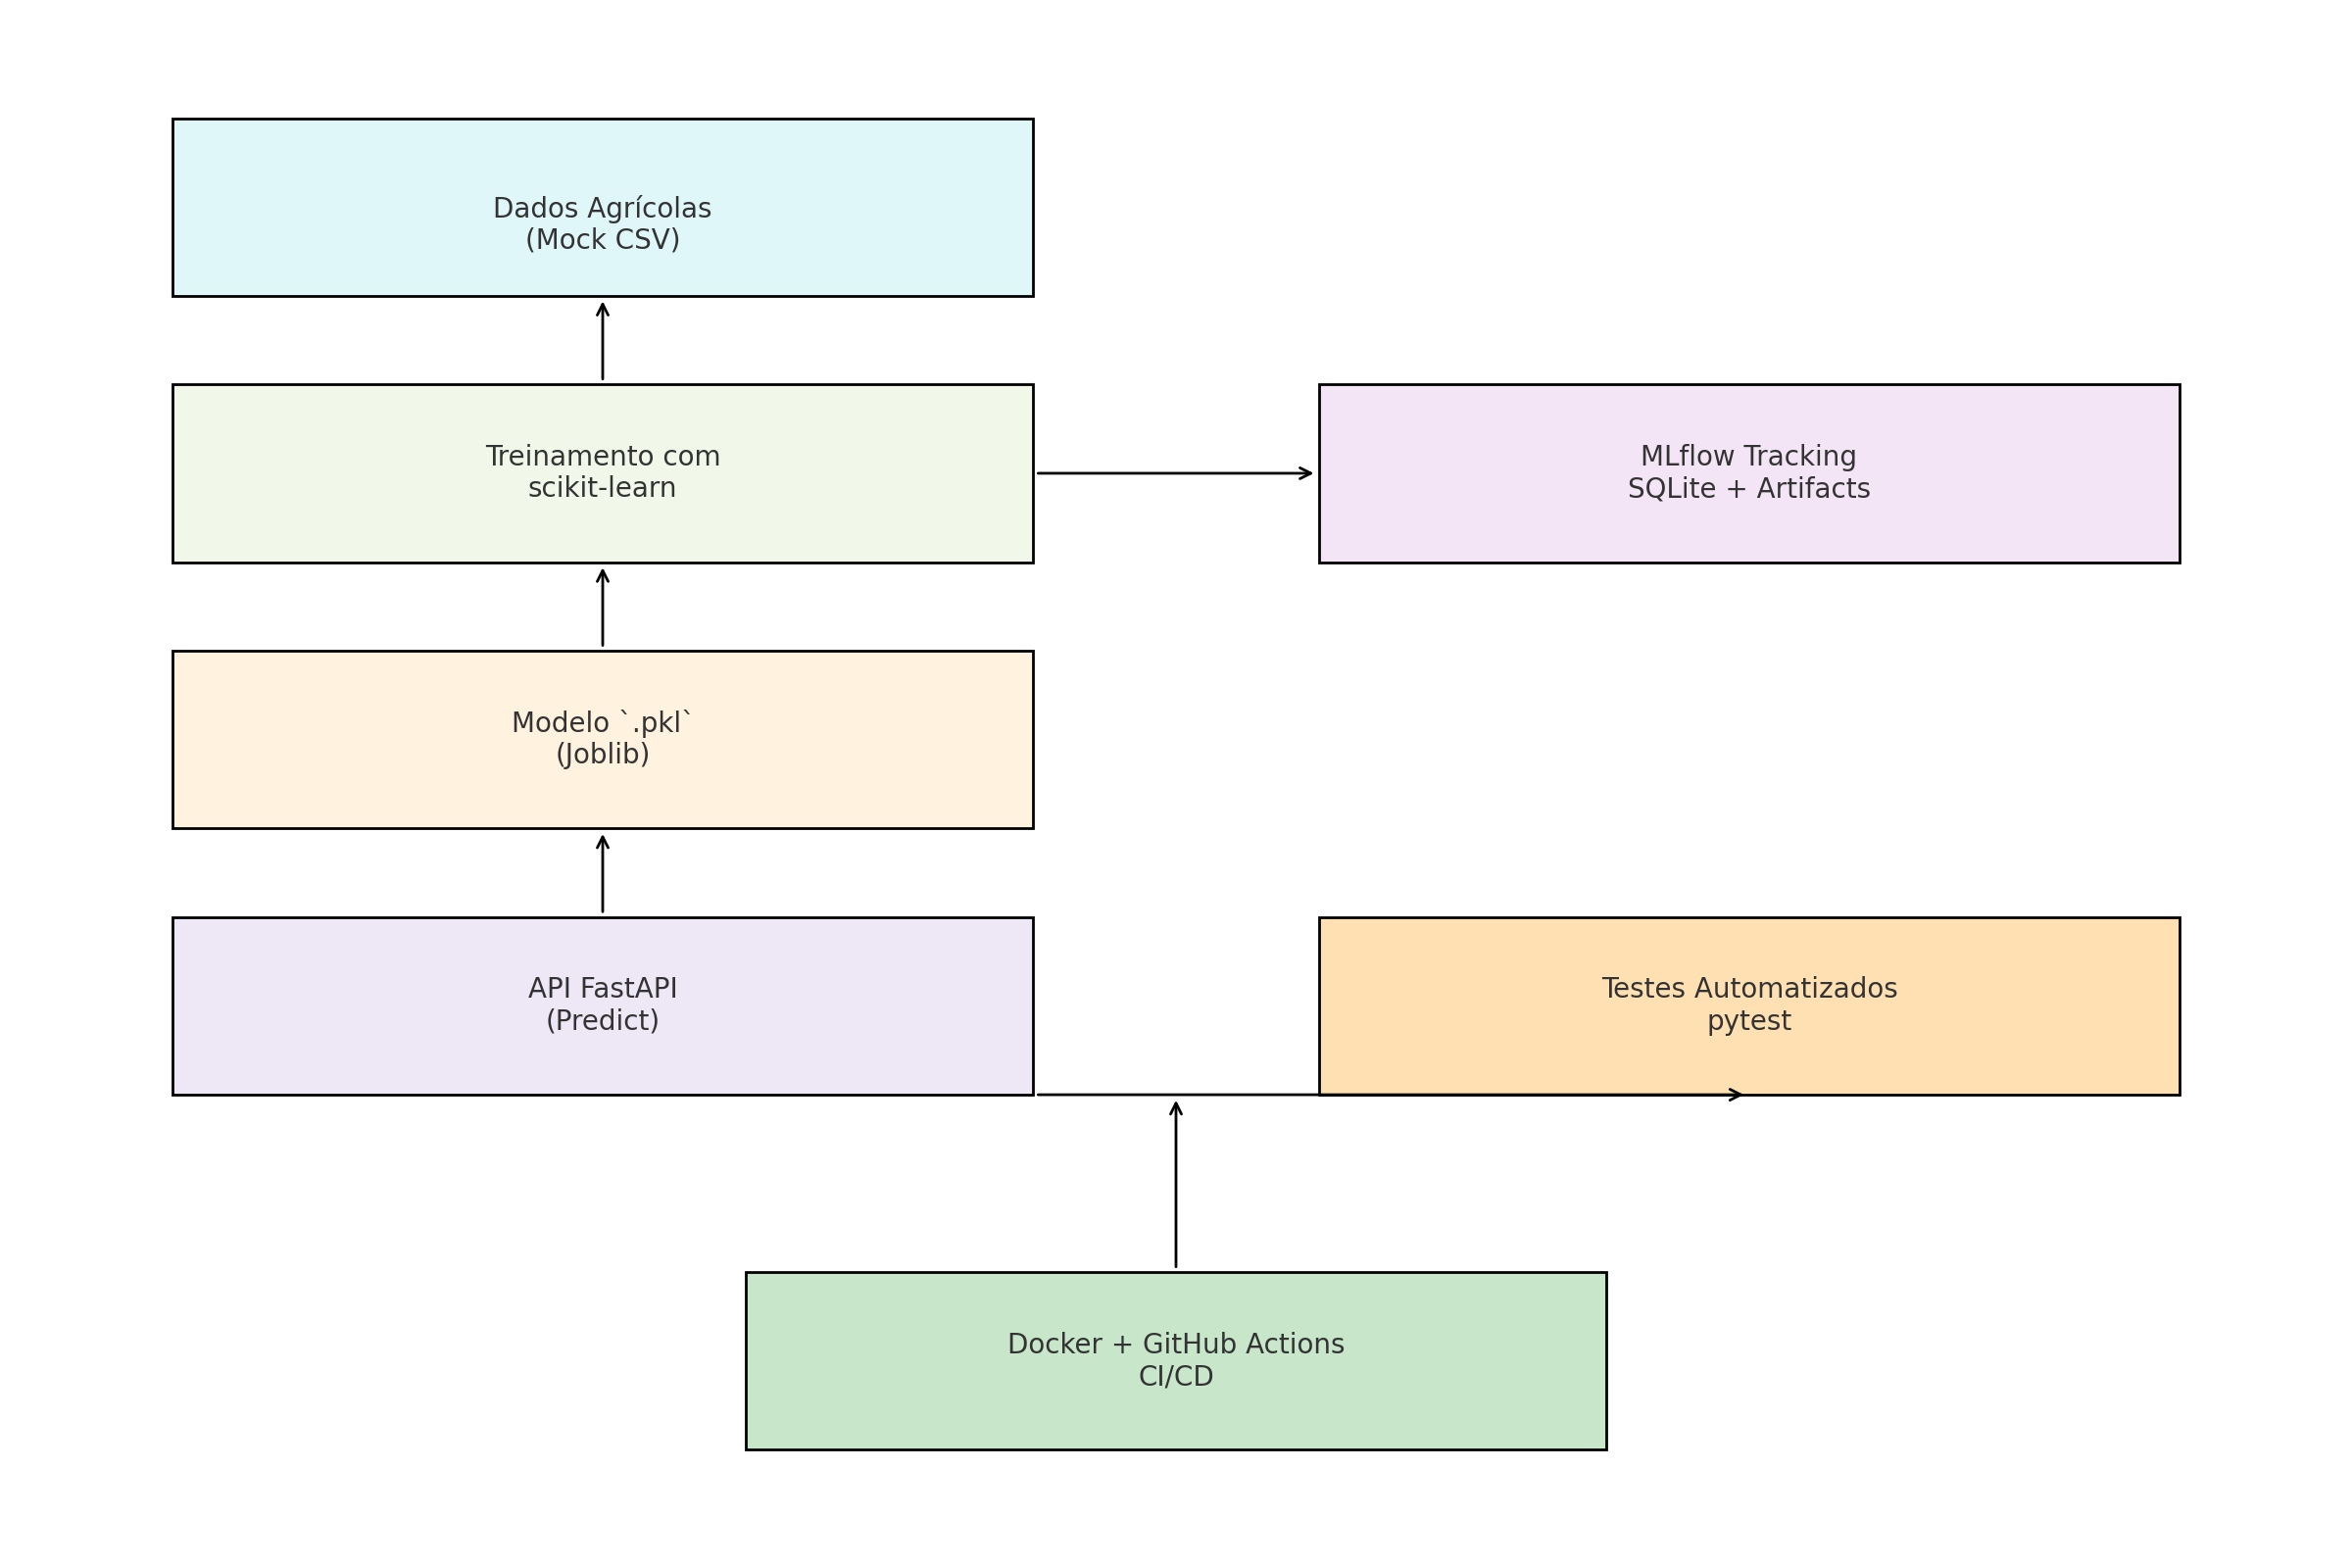 Dados Agrícolas
(Mock CSV)
Treinamento com
scikit-learn
MLflow Tracking
SQLite + Artifacts
Modelo `.pkl`
(Joblib)
API FastAPI
(Predict)
Testes Automatizados
pytest
Docker + GitHub Actions
CI/CD